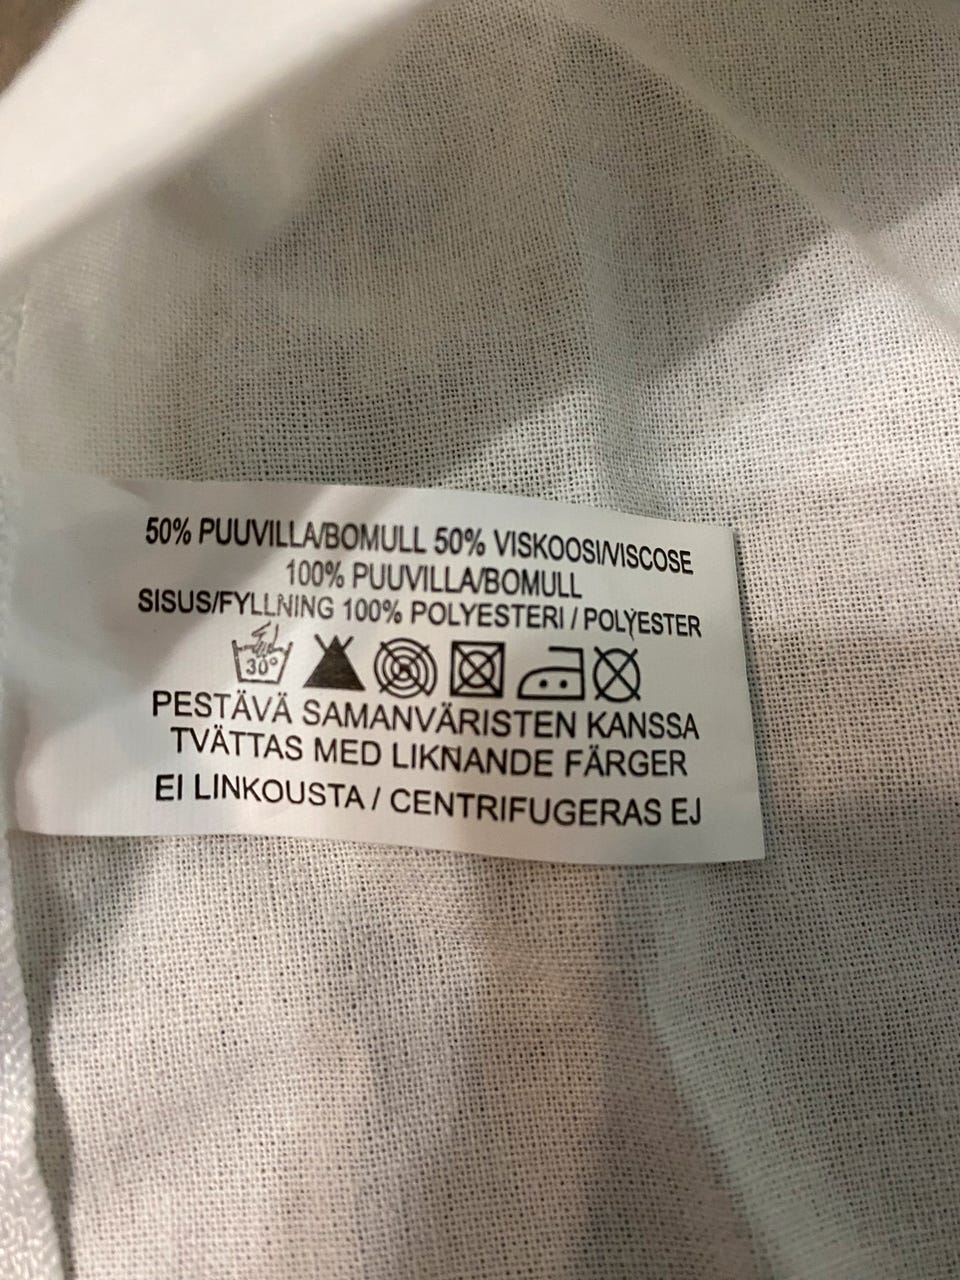 50% PUUVILLA/BOMULL 50% VISKOOSI/VISCOSE
100% PUUVILLA/BOMULL
SISUS/FYLLNING 100% POLYESTERI / POLYESTER
30°
PESTÄVÄ SAMANVÄRISTEN KANSSA
TVÄTTAS MED LIKNANDE FÄRGER
EI LINKOUSTA / CENTRIFUGERAS EJ